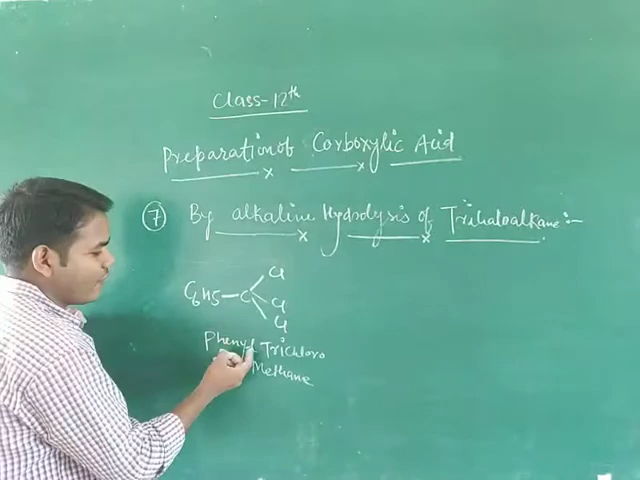 Class-12th
Preparation of Carboxylic Acid
7 By alkaline Hydrolysis of Trihaloalkane:-
Cl
C6H5-C Cl
Cl
Phenyl Trichloro
Methane